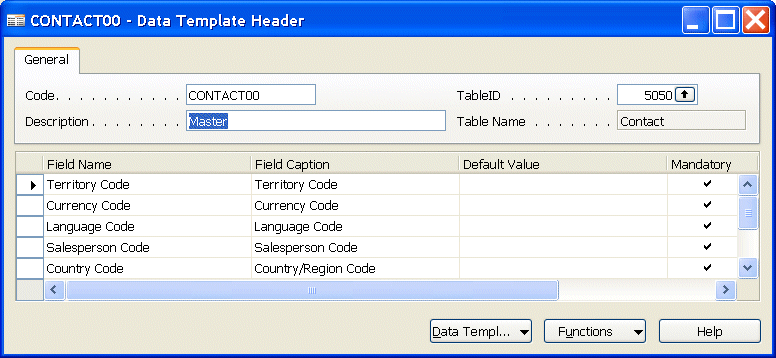 CONTACT00 - Data Template Header
General
Code. . . . . . . . . . . CONTACT00 TableID . . . . . . . . . 5050
Description . . . . . . . . Master Table Name . . . . . . . Contact
Field Name Field Caption Default Value Mandatory
Territory Code Territory Code
Currency Code Currency Code
Language Code Language Code
Salesperson Code Salesperson Code
Country Code Country/Region Code
Data Templ... Functions Help